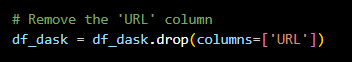 # Remove the 'URL' column
df_dask = df_dask.drop(columns=['URL'])